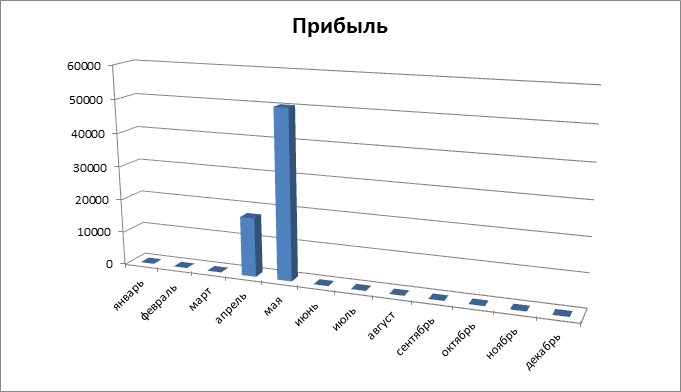 Прибыль
60000
50000
40000
30000
20000
10000
0
январь
февраль
март
апрель
мая
июнь
июль
август
сентябрь
октябрь
ноябрь
декабрь